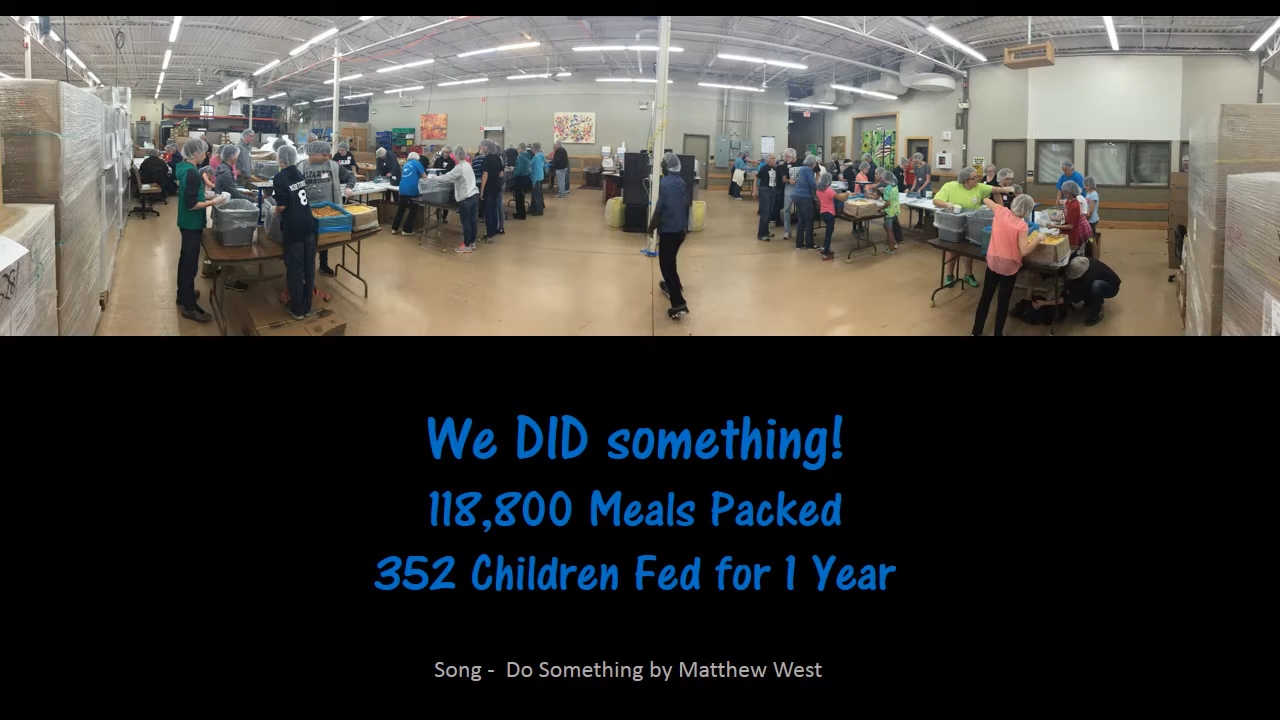 We DID something!
118,800 Meals Packed
352 Children Fed for 1 Year
Song - Do Something by Matthew West